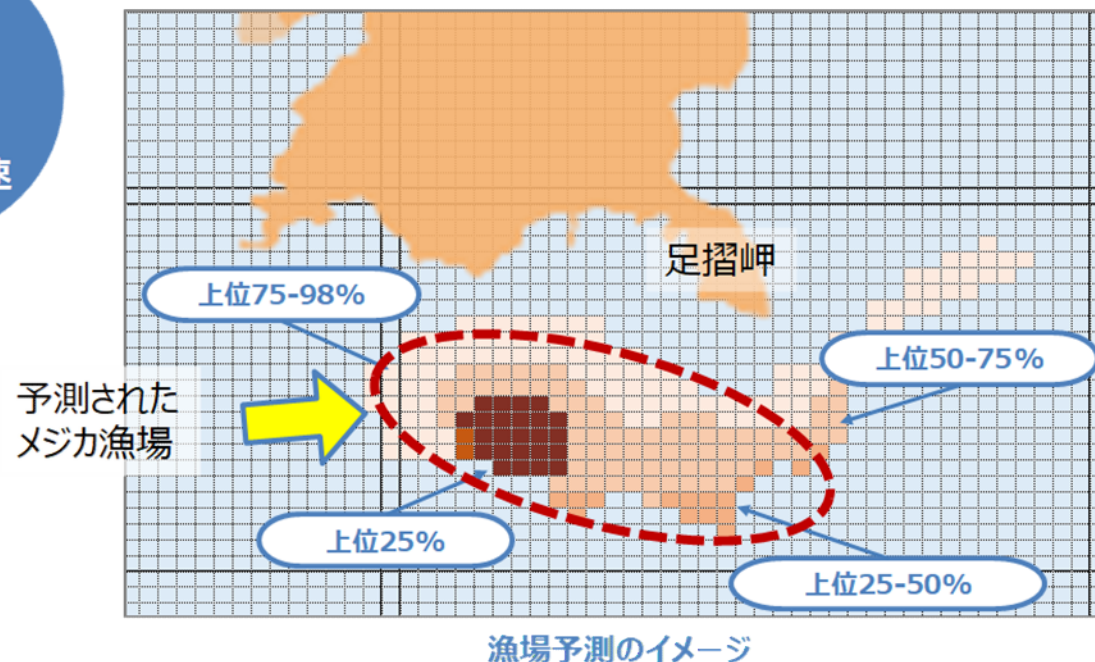 速
足摺岬
上位75-98%
上位50-75%
予測された
メジカ漁場
上位25%
上位25-50%
漁場予測のイメージ